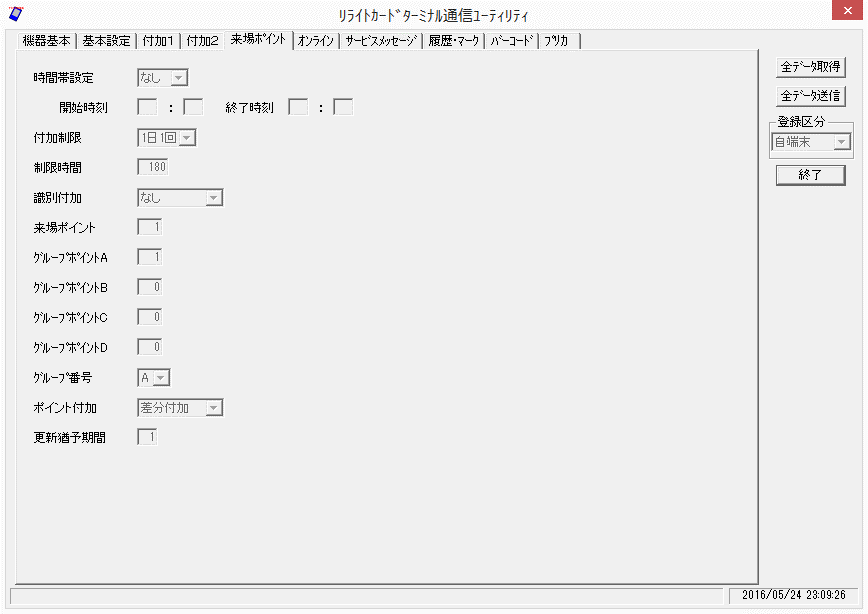 ﾘﾗｲﾄｶｰﾄﾞﾀｰﾐﾅﾙ通信ﾕｰﾃｨﾘﾃｨ
機器基本 基本設定 付加1 付加2 来場ﾎﾟｲﾝﾄ ｵﾝﾗｲﾝ ｻｰﾋﾞｽﾒｯｾｰｼﾞ 履歴・ﾏｰｸ ﾊﾞｰｺｰﾄﾞ ﾌﾟﾘｶ
時間帯設定 なし
開始時刻 : 終了時刻 :
付加制限 1日1回
制限時間 180
識別付加 なし
来場ポイント 1
ｸﾞﾙｰﾌﾟﾎﾟｲﾝﾄA 1
ｸﾞﾙｰﾌﾟﾎﾟｲﾝﾄB 0
ｸﾞﾙｰﾌﾟﾎﾟｲﾝﾄC 0
ｸﾞﾙｰﾌﾟﾎﾟｲﾝﾄD 0
ｸﾞﾙｰﾌﾟ番号 A
ポイント付加 差分付加
更新猶予期間 1
全ﾃﾞｰﾀ取得
全ﾃﾞｰﾀ送信
登録区分
自端末
終了
2016/05/24 23:09:26